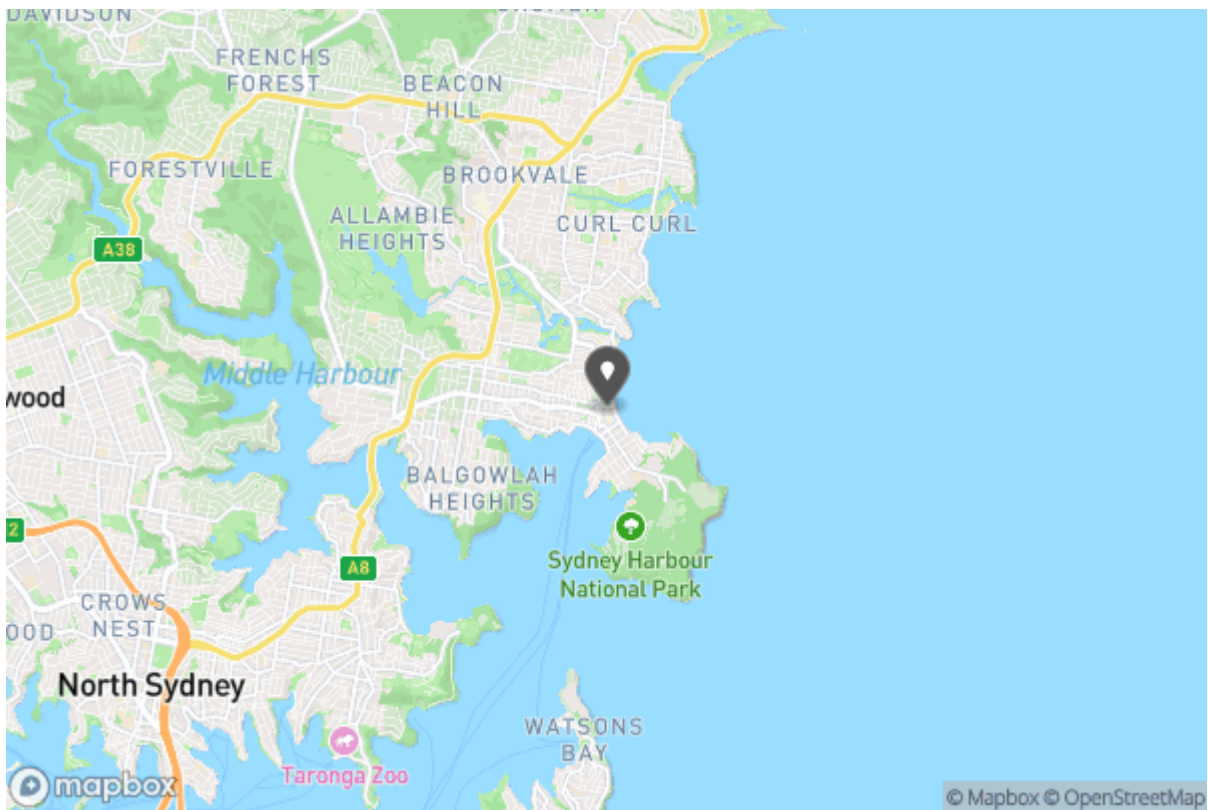 DAVIDSON
FRENCHS
FOREST
BEACON
HILL
FORESTVILLE
BROOKVALE
ALLAMBIE
HEIGHTS
CURL CURL
A38
Middle Harbour
wood
BALGOWLAH
HEIGHTS
2
Sydney Harbour
National Park
A8
CROWS
NEST
OOD
North Sydney
WATSONS
BAY
Taronga Zoo
mapbox
© Mapbox © OpenStreetMap